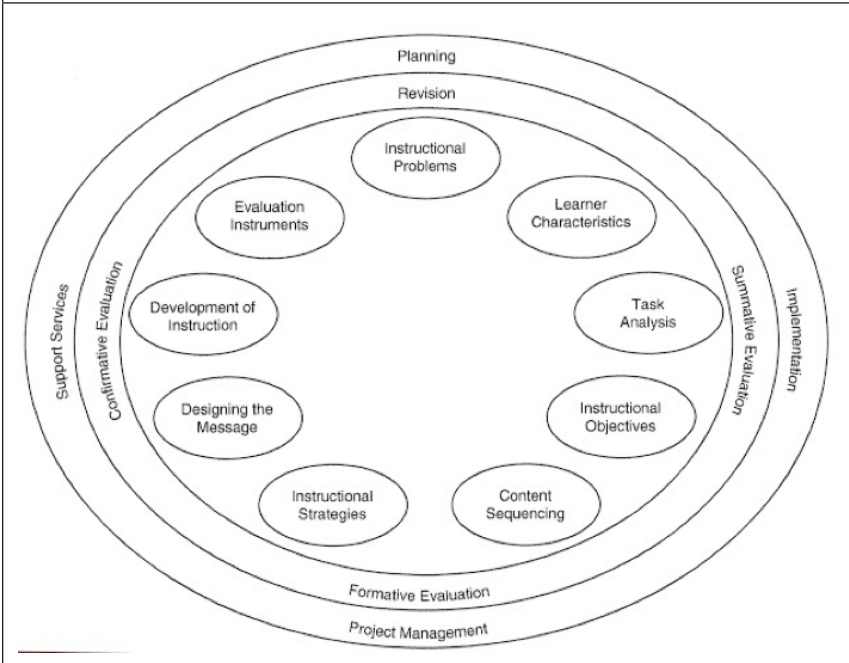 Planning
Revision
Instructional
Problems
Evaluation
Instruments
Learner
Characteristics
Support Services
Confirmative Evaluation
Development of
Instruction
Task
Analysis
Summative Evaluation
Implementation
Designing the
Message
Instructional
Objectives
Instructional
Strategies
Content
Sequencing
Formative Evaluation
Project Management